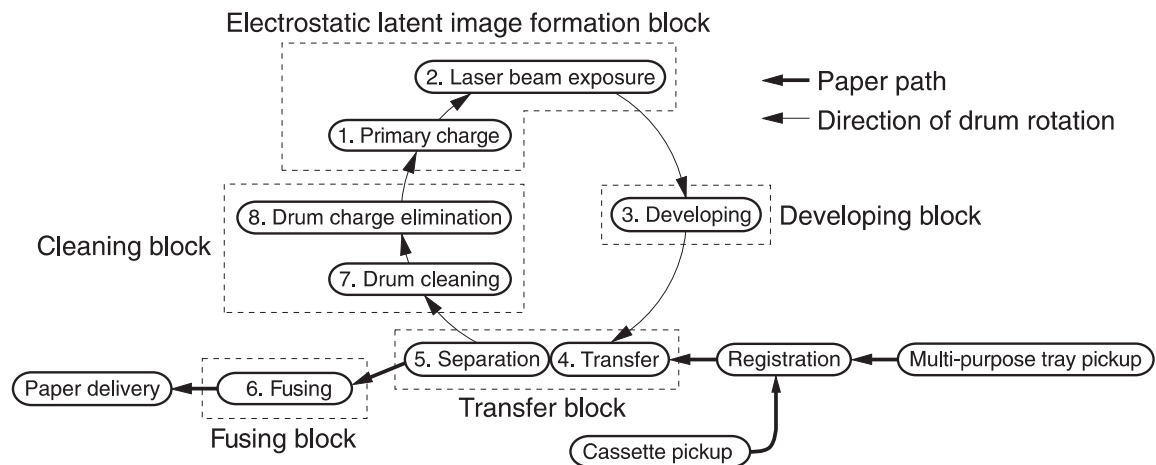 Electrostatic latent image formation block
2. Laser beam exposure
Paper path
1. Primary charge
Direction of drum rotation
8. Drum charge elimination
3. Developing
Developing block
Cleaning block
7. Drum cleaning
5. Separation
4. Transfer
Registration
Multi-purpose tray pickup
Paper delivery
6. Fusing
Transfer block
Fusing block
Cassette pickup